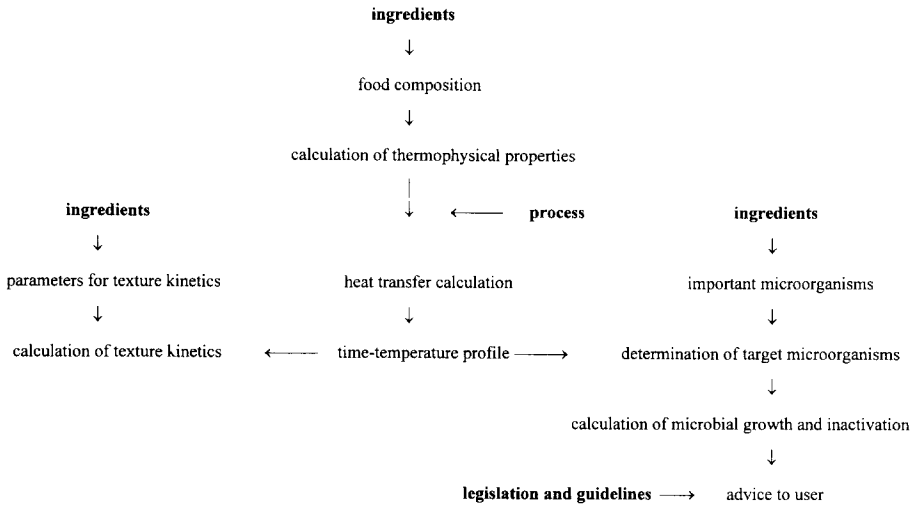 ingredients
food composition
calculation of thermophysical properties
ingredients
process
ingredients
parameters for texture kinetics
heat transfer calculation
important microorganisms
calculation of texture kinetics
time-temperature profile
determination of target microorganisms
calculation of microbial growth and inactivation
legislation and guidelines
advice to user